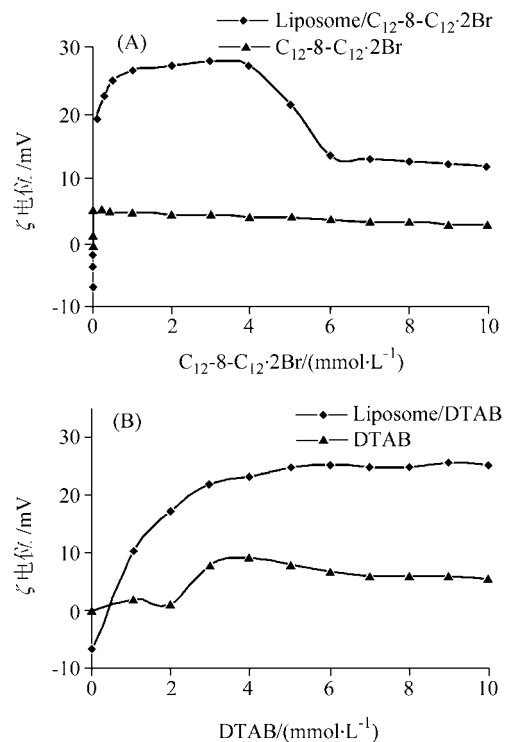 (A)
Liposome/C₁₂-8-C₁₂·2Br
C₁₂-8-C₁₂·2Br
30
20
10
0
-10
ζ电位/mV
0 2 4 6 8 10
C₁₂-8-C₁₂·2Br/(mmol·L⁻¹)
(B)
Liposome/DTAB
DTAB
30
20
10
0
-10
ζ电位/mV
0 2 4 6 8 10
DTAB/(mmol·L⁻¹)